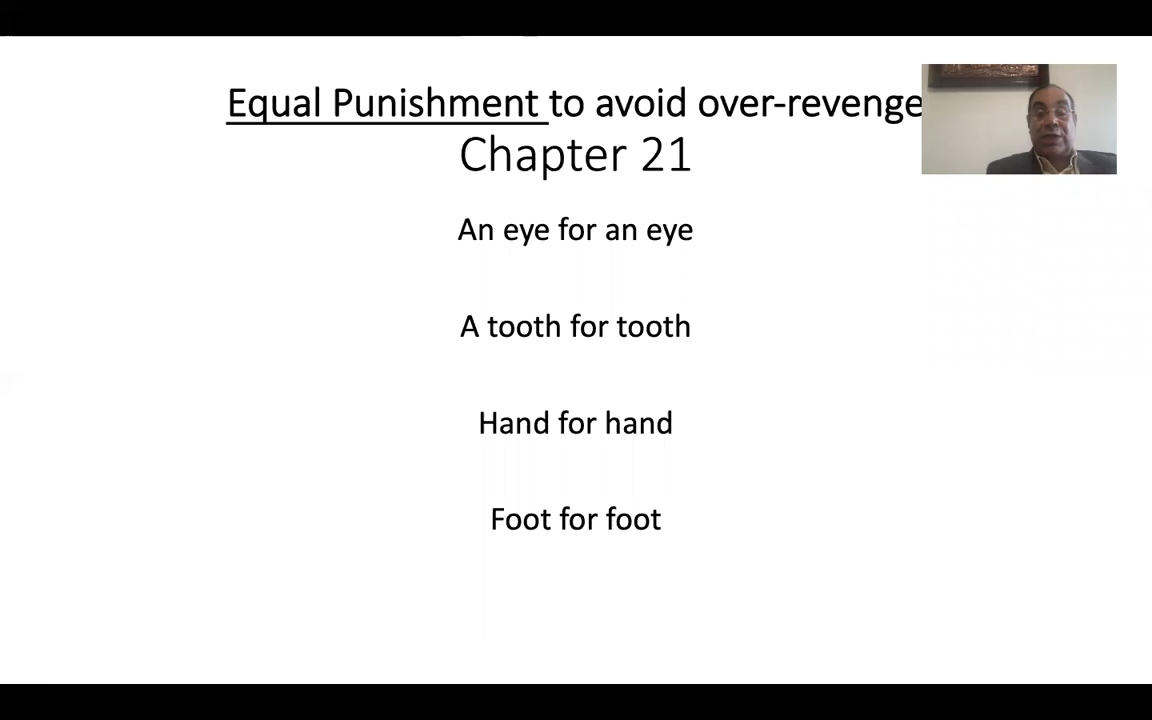 Equal Punishment to avoid over-revenge
Chapter 21
An eye for an eye
A tooth for tooth
Hand for hand
Foot for foot